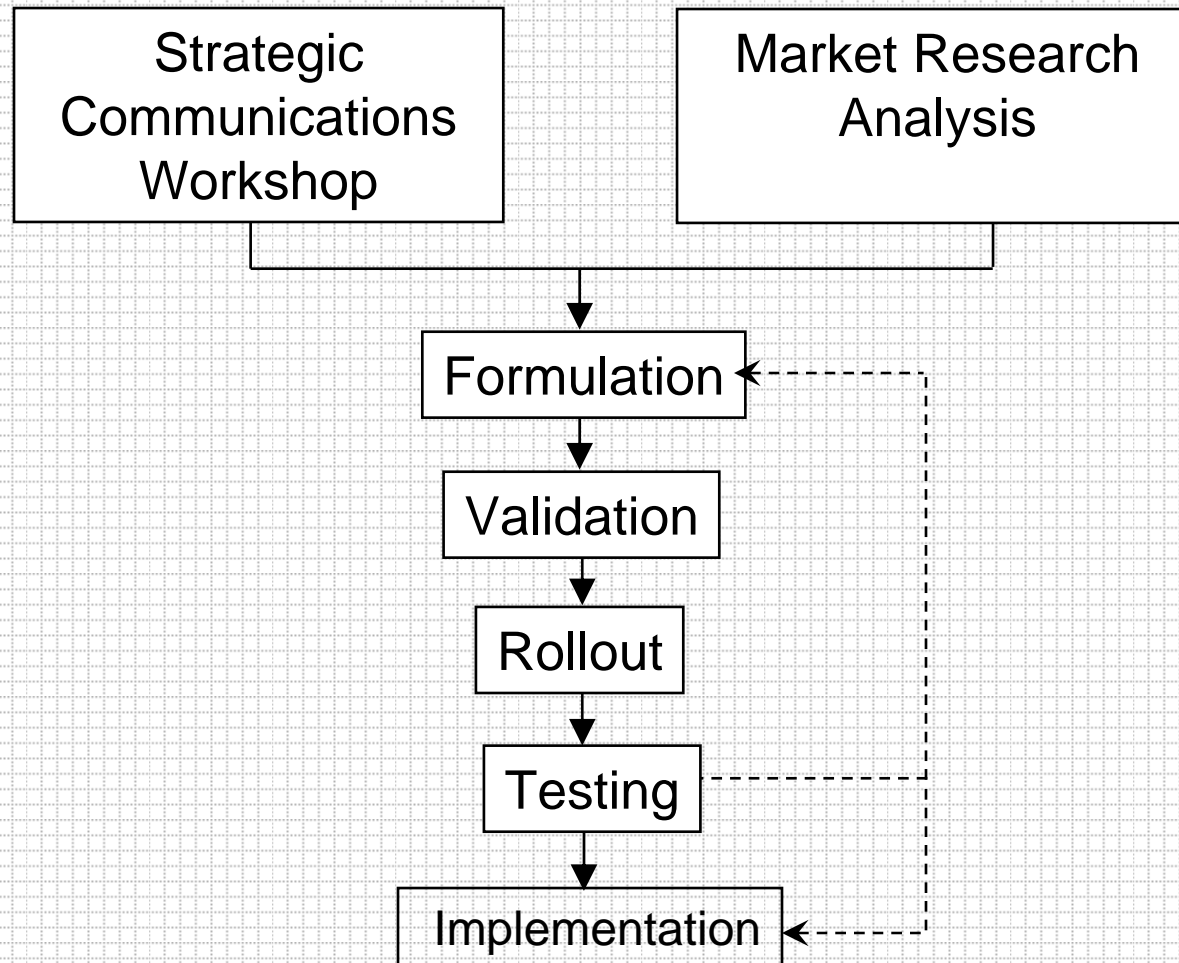 Strategic
Communications
Workshop
Market Research
Analysis
Formulation
Validation
Rollout
Testing
Implementation